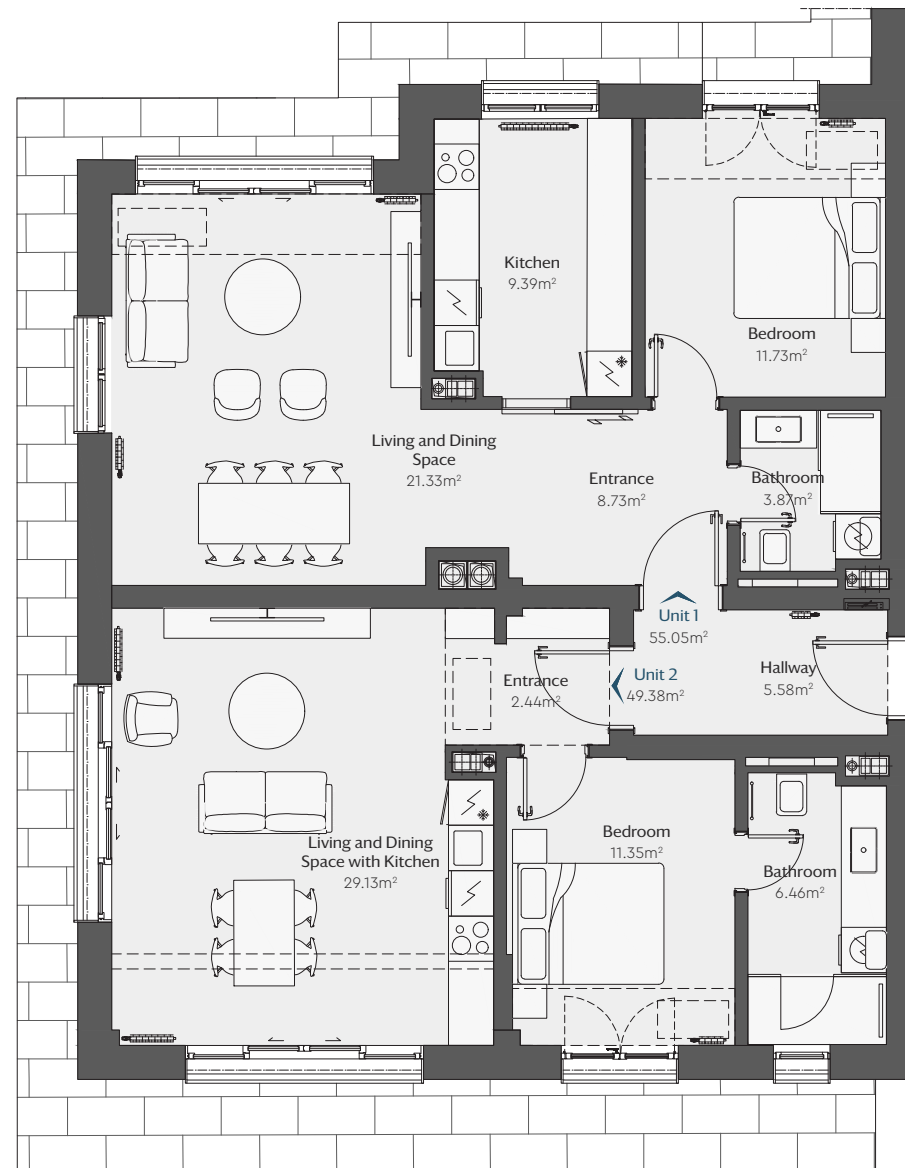 Kitchen
9.39m²
Bedroom
11.73m²
Living and Dining
Space
21.33m²
Entrance
8.73m²
Bathroom
3.87m²
Unit 1
55.05m²
Unit 2
49.38m²
Hallway
5.58m²
Entrance
2.44m²
Living and Dining
Space with Kitchen
29.13m²
Bedroom
11.35m²
Bathroom
6.46m²